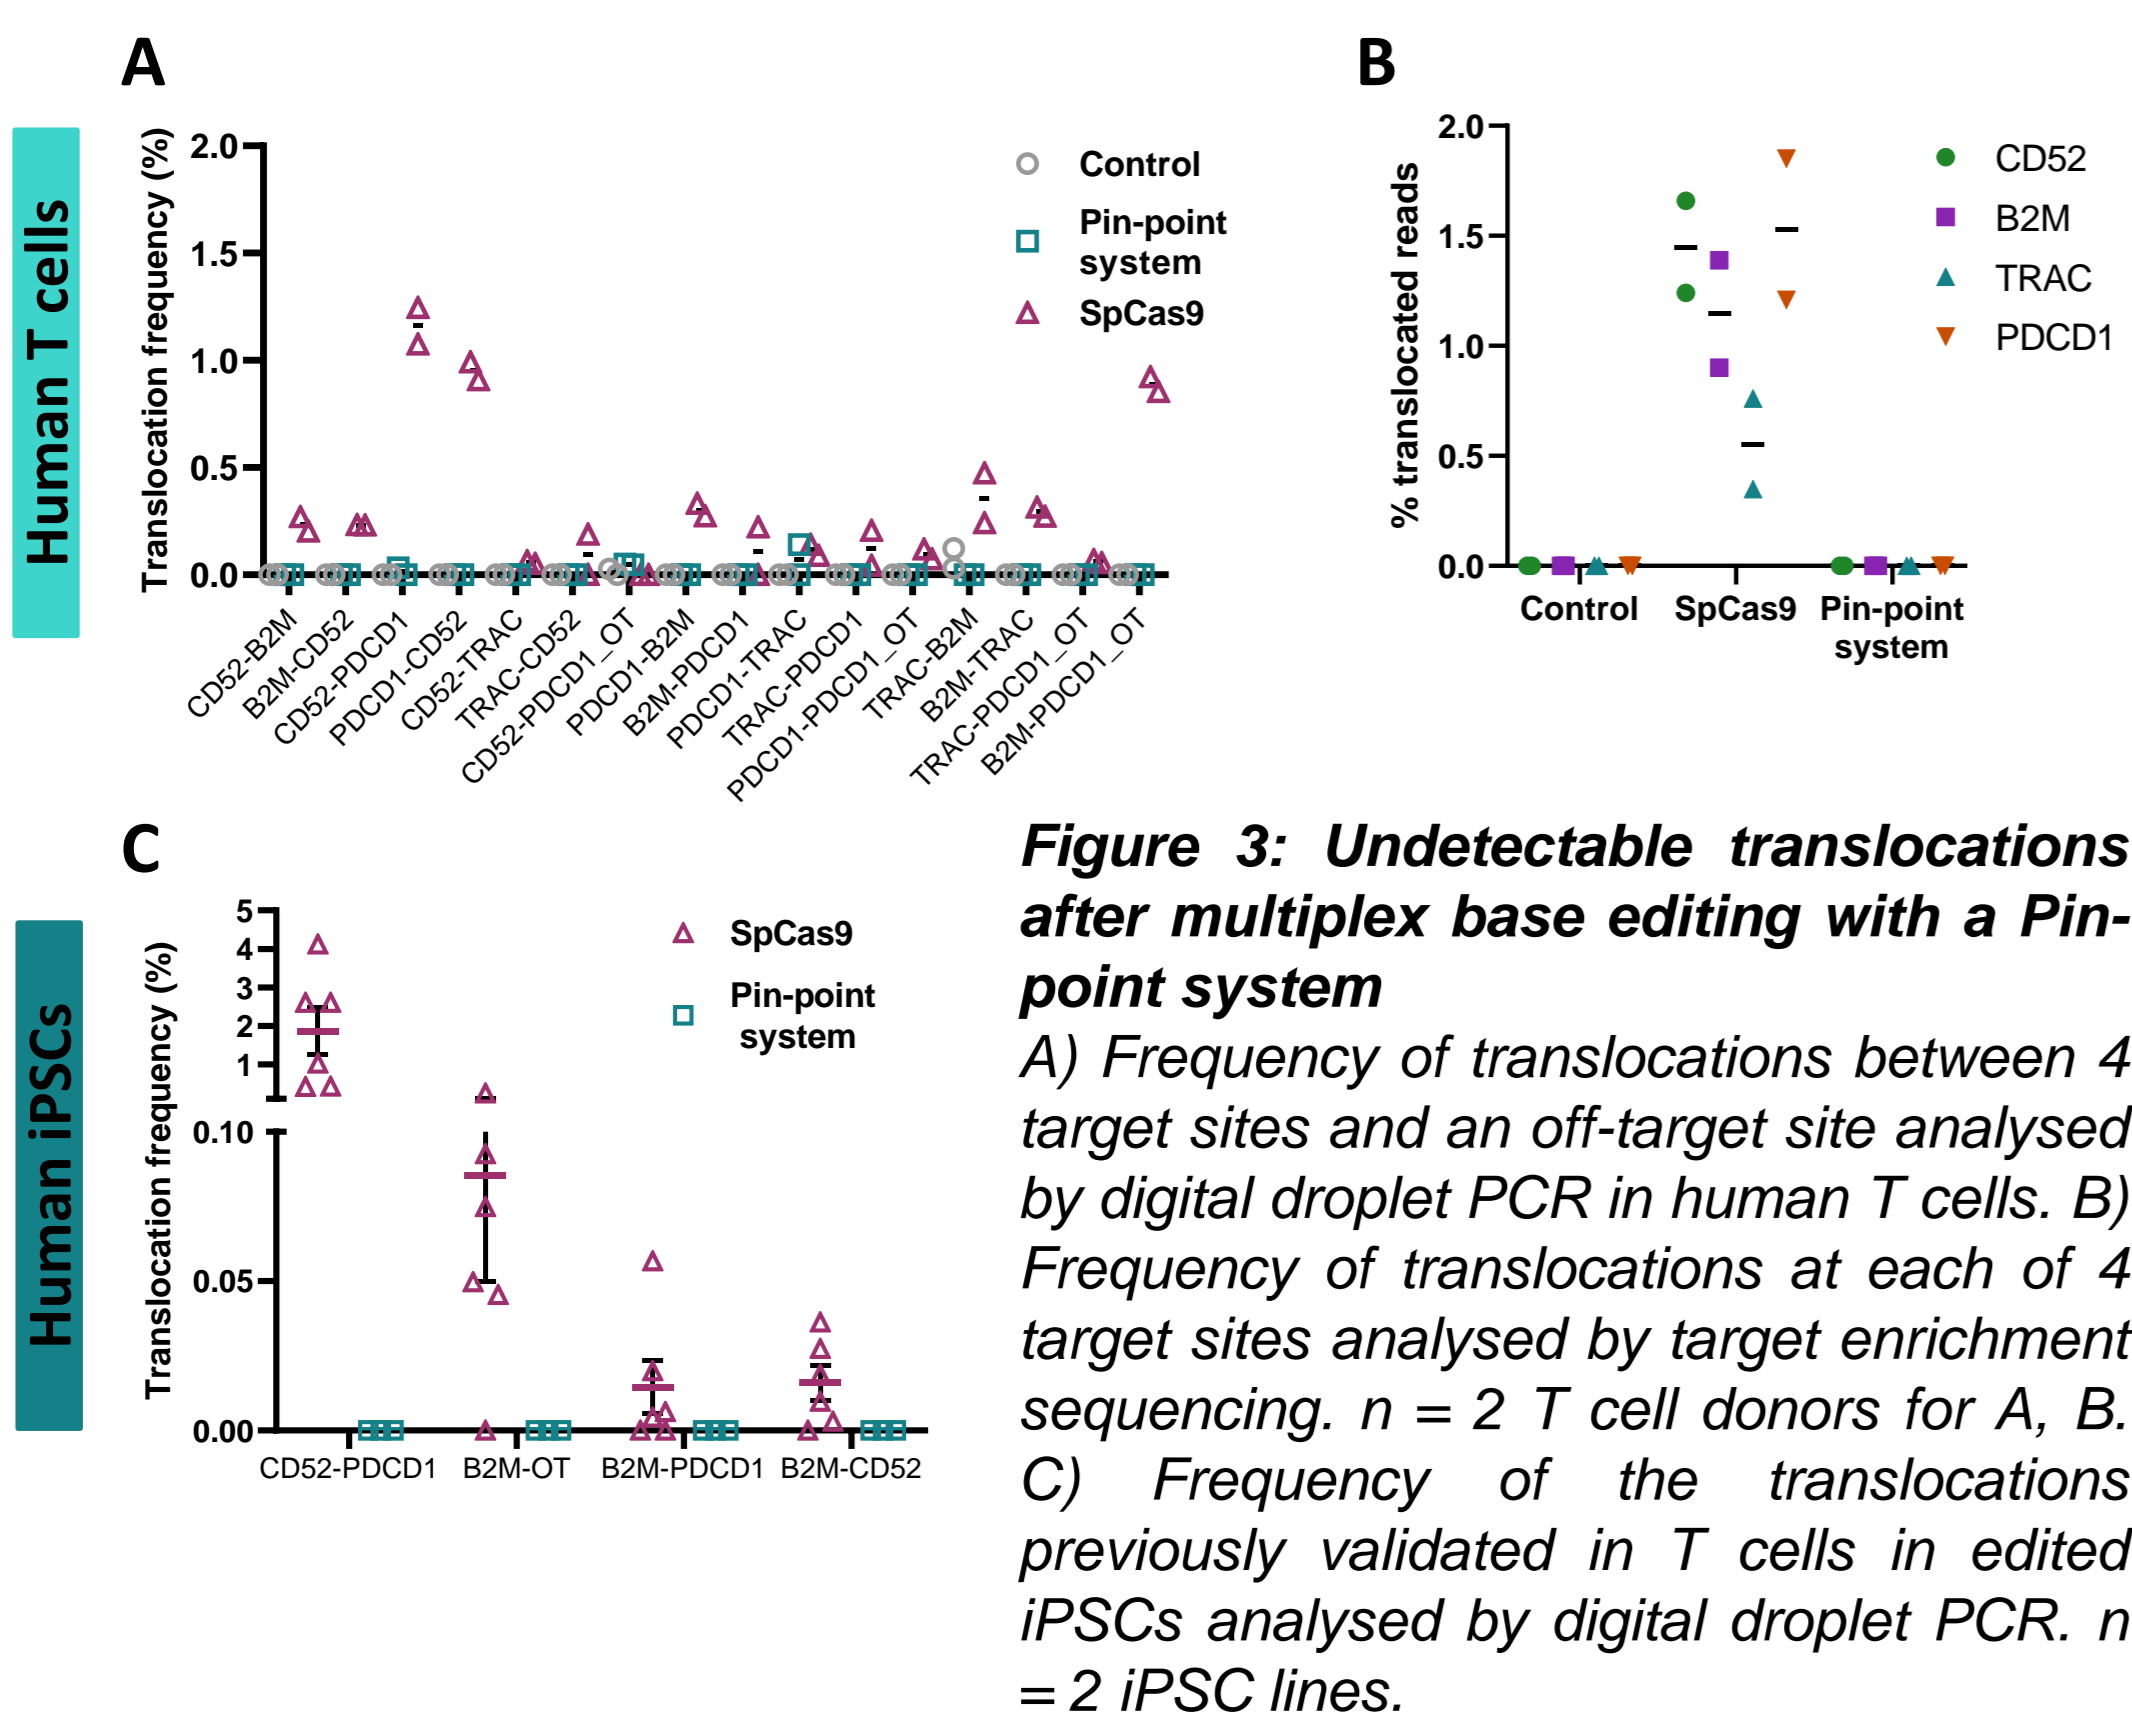 A
Human T cells
Translocation frequency (%)
2.0
1.5
1.0
0.5
0.0
Control
Pin-point
system
SpCas9
CD52-B2M
B2M-CD52
CD52-PDCD1
PDCD1-CD52
CD52-TRAC
TRAC-CD52
CD52-PDCD1_OT
PDCD1-B2M
B2M-PDCD1
PDCD1-TRAC
TRAC-PDCD1
PDCD1-PDCD1_OT
TRAC-B2M
B2M-TRAC
TRAC-PDCD1_OT
B2M-PDCD1_OT
B
% translocated reads
2.0
1.5
1.0
0.5
0.0
CD52
B2M
TRAC
PDCD1
Control
SpCas9
Pin-point
system
C
Human iPSCs
Translocation frequency (%)
5
4
3
2
1
0.10
0.05
0.00
SpCas9
Pin-point
system
CD52-PDCD1
B2M-OT
B2M-PDCD1
B2M-CD52
Figure 3: Undetectable translocations
after multiplex base editing with a Pin-
point system
A) Frequency of translocations between 4
target sites and an off-target site analysed
by digital droplet PCR in human T cells. B)
Frequency of translocations at each of 4
target sites analysed by target enrichment
sequencing. n = 2 T cell donors for A, B.
C) Frequency of the translocations
previously validated in T cells in edited
iPSCs analysed by digital droplet PCR. n
= 2 iPSC lines.